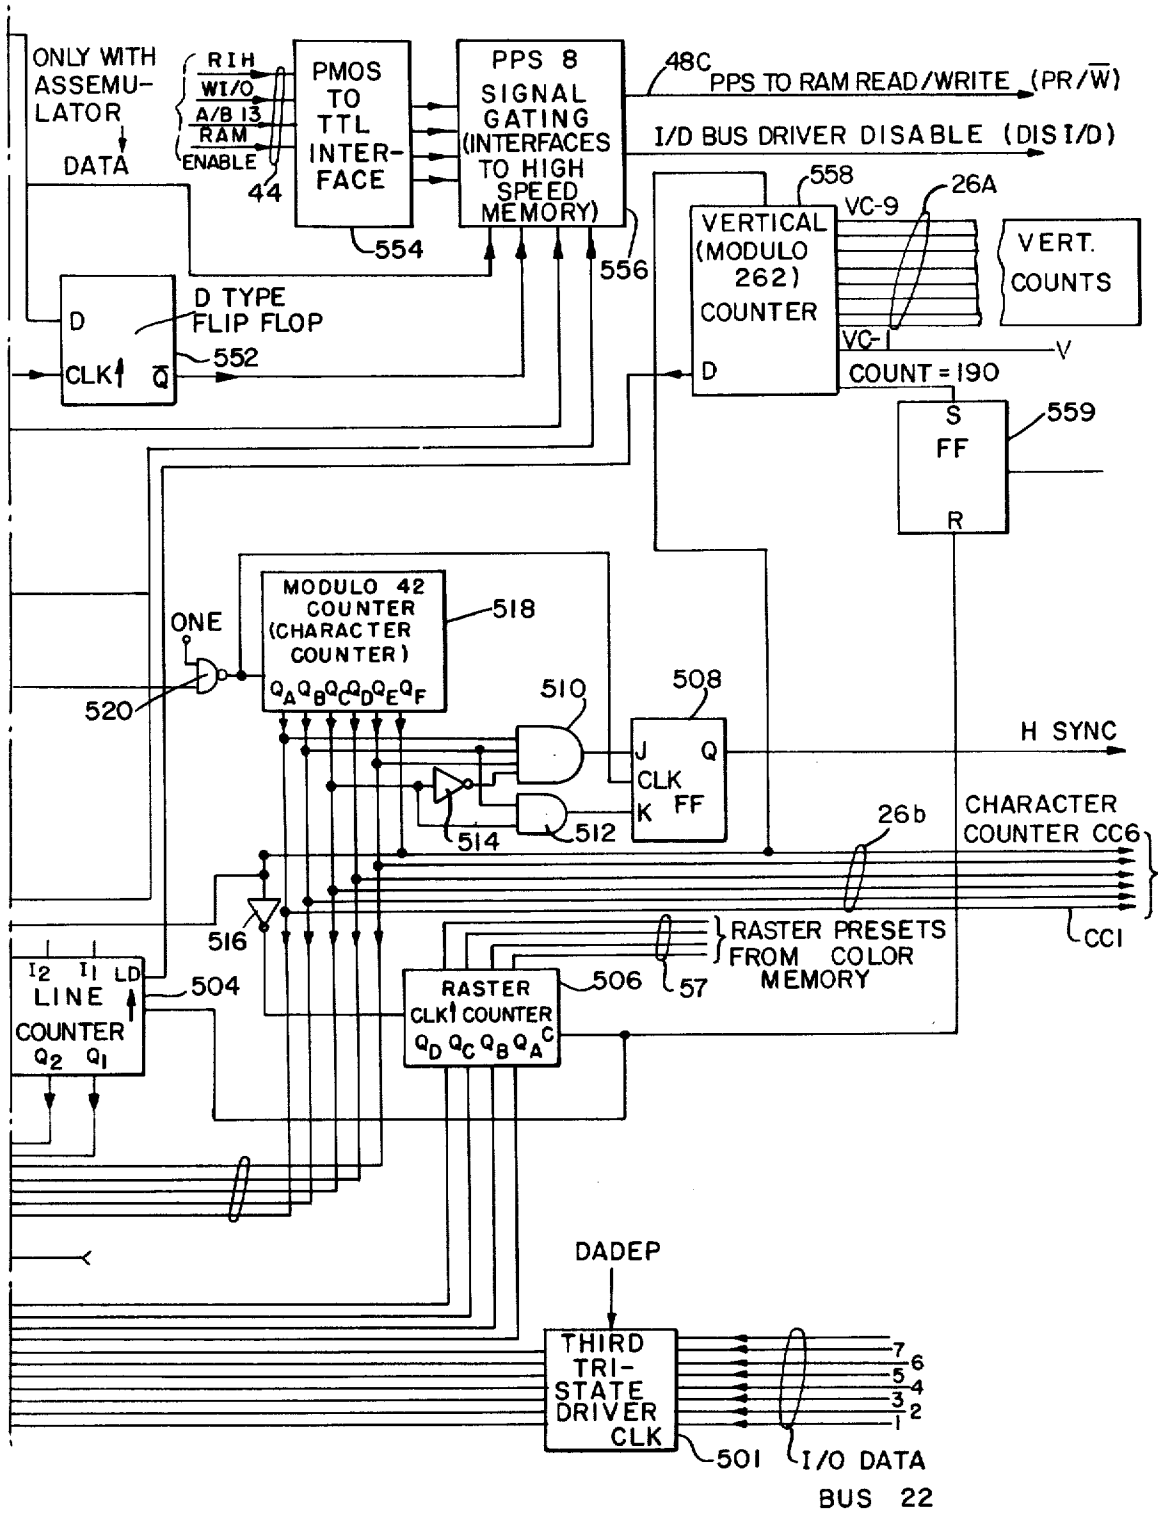 ONLY WITH
ASSEMU-
LATOR
DATA
RIH
WI/O
A/B 13
RAM
ENABLE
44
PMOS
TO
TTL
INTER-
FACE
554
PPS 8
SIGNAL
GATING
(INTERFACES
TO HIGH
SPEED
MEMORY)
556
48C
PPS TO RAM READ/WRITE (PR/W̅)
I/D BUS DRIVER DISABLE (DIS I/D)
558
VERTICAL
(MODULO
262)
COUNTER
D
VC-9
26A
VERT.
COUNTS
VC-1
V
COUNT = 190
S
FF
R
559
D TYPE
FLIP FLOP
D
CLK↑ Q̅
552
ONE
520
MODULO 42
COUNTER
(CHARACTER
COUNTER)
QA QB QC QD QE QF
518
510
508
J Q
CLK
FF
K
H SYNC
514
512
26b
CHARACTER
COUNTER CC6
CC1
516
I2 I1 LD
LINE
COUNTER
Q2 Q1
504
RASTER PRESETS
FROM COLOR
MEMORY
57
506
RASTER
CLK↑ COUNTER
QD QC QB QA C
DADEP
THIRD
TRI-
STATE
DRIVER
CLK
501
7
6
5
4
3
2
1
I/O DATA
BUS 22